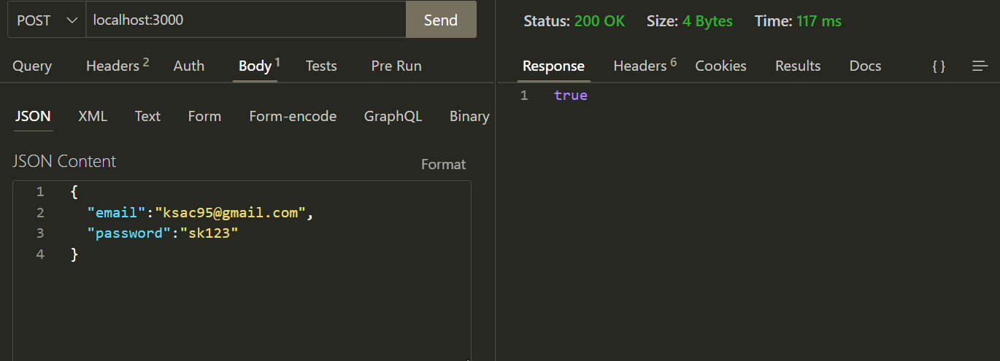 POST localhost:3000 Send
Query Headers 2 Auth Body 1 Tests Pre Run
JSON XML Text Form Form-encode GraphQL Binary
JSON Content
Format
1 {
2 "email":"ksac95@gmail.com",
3 "password":"sk123"
4 }
Status: 200 OK Size: 4 Bytes Time: 117 ms
Response Headers 6 Cookies Results Docs {}
1 true